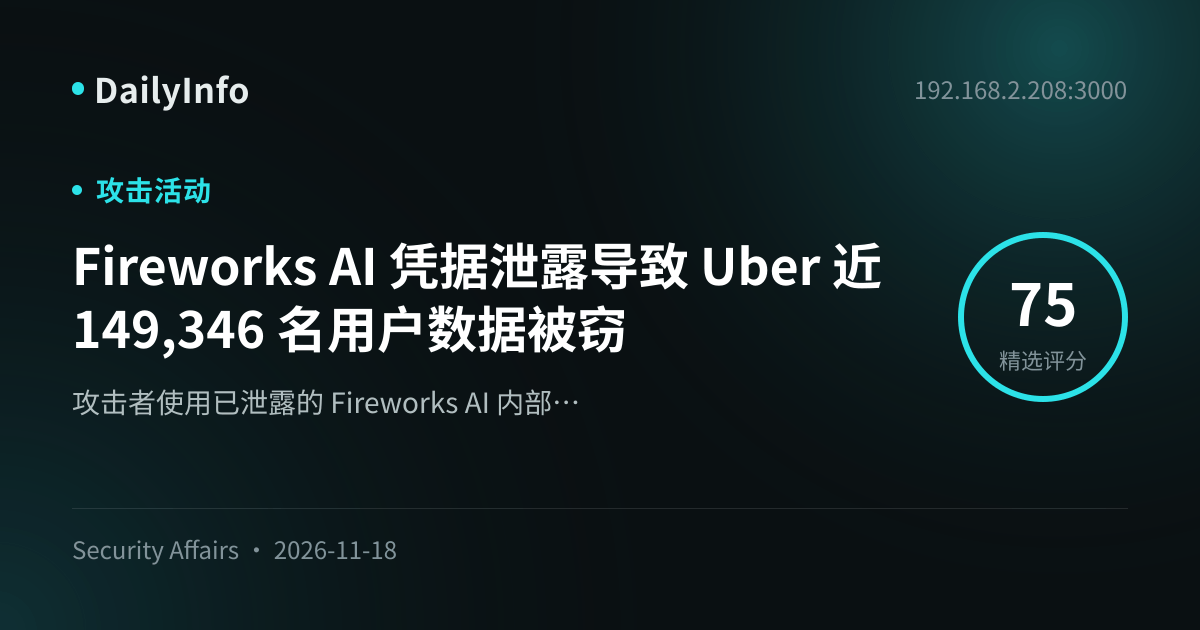 DailyInfo
192.168.2.208:3000
攻击活动
Fireworks AI 凭据泄露导致 Uber 近
149,346 名用户数据被窃
75
精选评分
攻击者使用已泄露的 Fireworks AI 内部…
Security Affairs · 2026-11-18